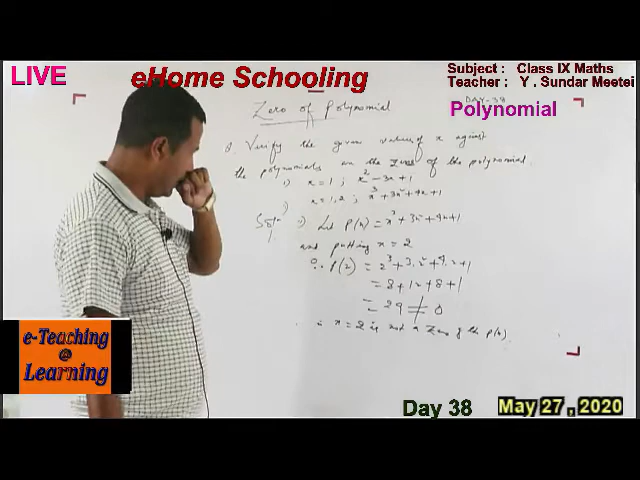 LIVE
eHome Schooling
Subject : Class IX Maths
Teacher : Y . Sundar Meetei
DAY-38
Polynomial
Zero of Polynomial
Q. Verify the given values of x against
the polynomials are the zeros of the polynomial.
i) x = 1 ; x² - 3x + 1
x = 1, 2 ; x³ + 3x² + 4x + 1
Let P(x) = x³ + 3x² + 4x + 1
and putting x = 2
∴ P(2) = 2³ + 3.2² + 4.2 + 1
= 8 + 12 + 8 + 1
= 29 ≠ 0
∴ x = 2 is not a zero of the p(x).
e-Teaching
@
Learning
Day 38
May 27 , 2020